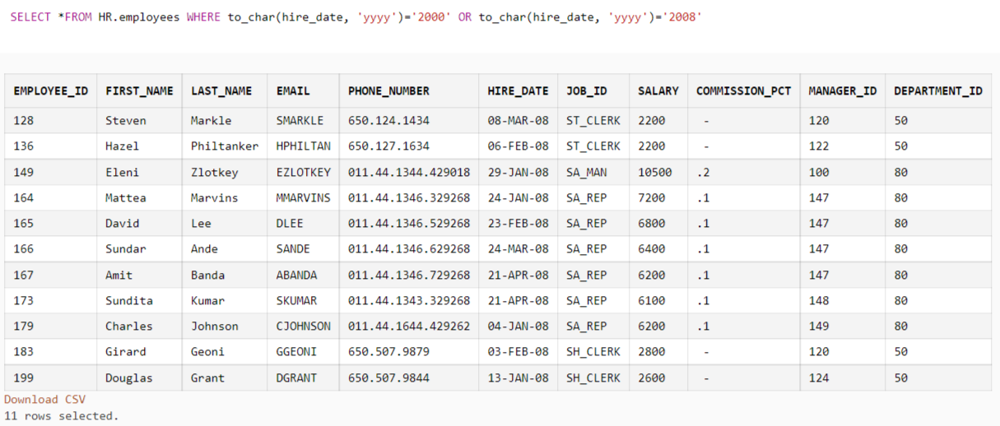 SELECT *FROM HR.employees WHERE to_char(hire_date, 'yyyy')='2000' OR to_char(hire_date, 'yyyy')='2008'
EMPLOYEE_ID FIRST_NAME LAST_NAME EMAIL PHONE_NUMBER HIRE_DATE JOB_ID SALARY COMMISSION_PCT MANAGER_ID DEPARTMENT_ID
128 Steven Markle SMARKLE 650.124.1434 08-MAR-08 ST_CLERK 2200 - 120 50
136 Hazel Philtanker HPHILTAN 650.127.1634 06-FEB-08 ST_CLERK 2200 - 122 50
149 Eleni Zlotkey EZLOTKEY 011.44.1344.429018 29-JAN-08 SA_MAN 10500 .2 100 80
164 Mattea Marvins MMARVINS 011.44.1346.329268 24-JAN-08 SA_REP 7200 .1 147 80
165 David Lee DLEE 011.44.1346.529268 23-FEB-08 SA_REP 6800 .1 147 80
166 Sundar Ande SANDE 011.44.1346.629268 24-MAR-08 SA_REP 6400 .1 147 80
167 Amit Banda ABANDA 011.44.1346.729268 21-APR-08 SA_REP 6200 .1 147 80
173 Sundita Kumar SKUMAR 011.44.1343.329268 21-APR-08 SA_REP 6100 .1 148 80
179 Charles Johnson CJOHNSON 011.44.1644.429262 04-JAN-08 SA_REP 6200 .1 149 80
183 Girard Geoni GGEONI 650.507.9879 03-FEB-08 SH_CLERK 2800 - 120 50
199 Douglas Grant DGRANT 650.507.9844 13-JAN-08 SH_CLERK 2600 - 124 50
Download CSV
11 rows selected.